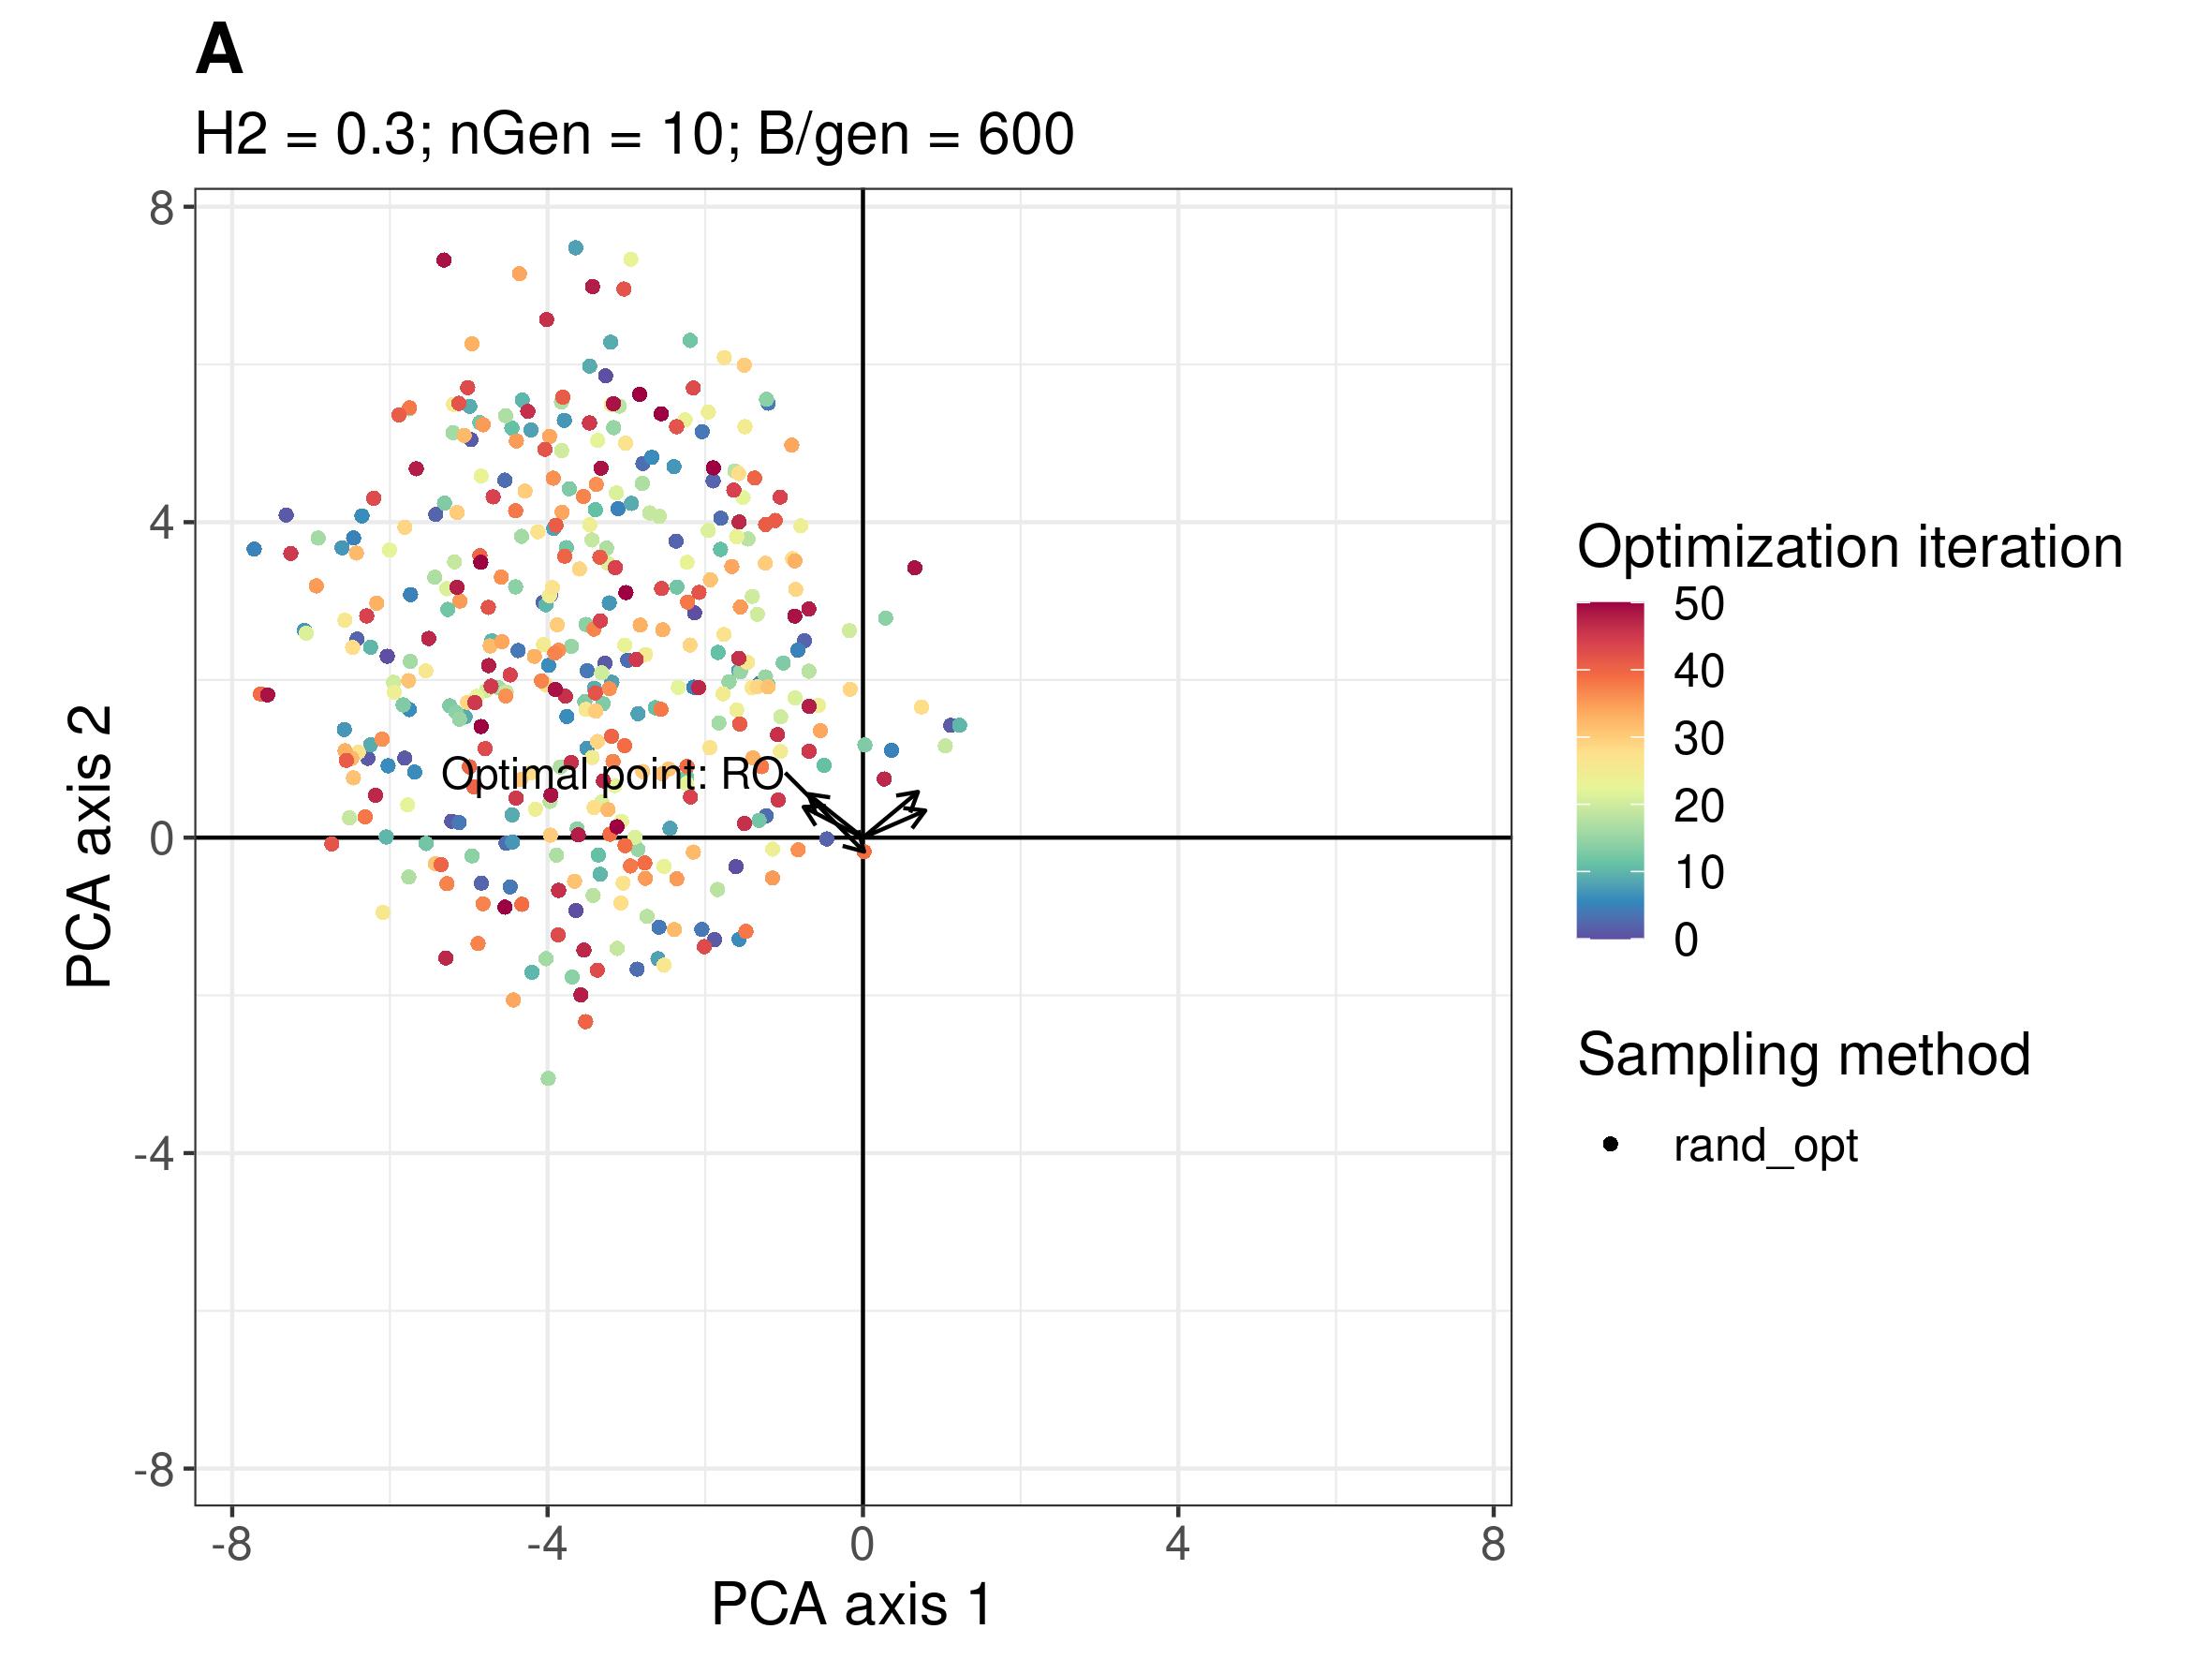 A
H2 = 0.3; nGen = 10; B/gen = 600
8
4
0
-4
-8
PCA axis 2
Optimal point: RO
-8
-4
0
4
8
PCA axis 1
Optimization iteration
50
40
30
20
10
0
Sampling method
rand_opt